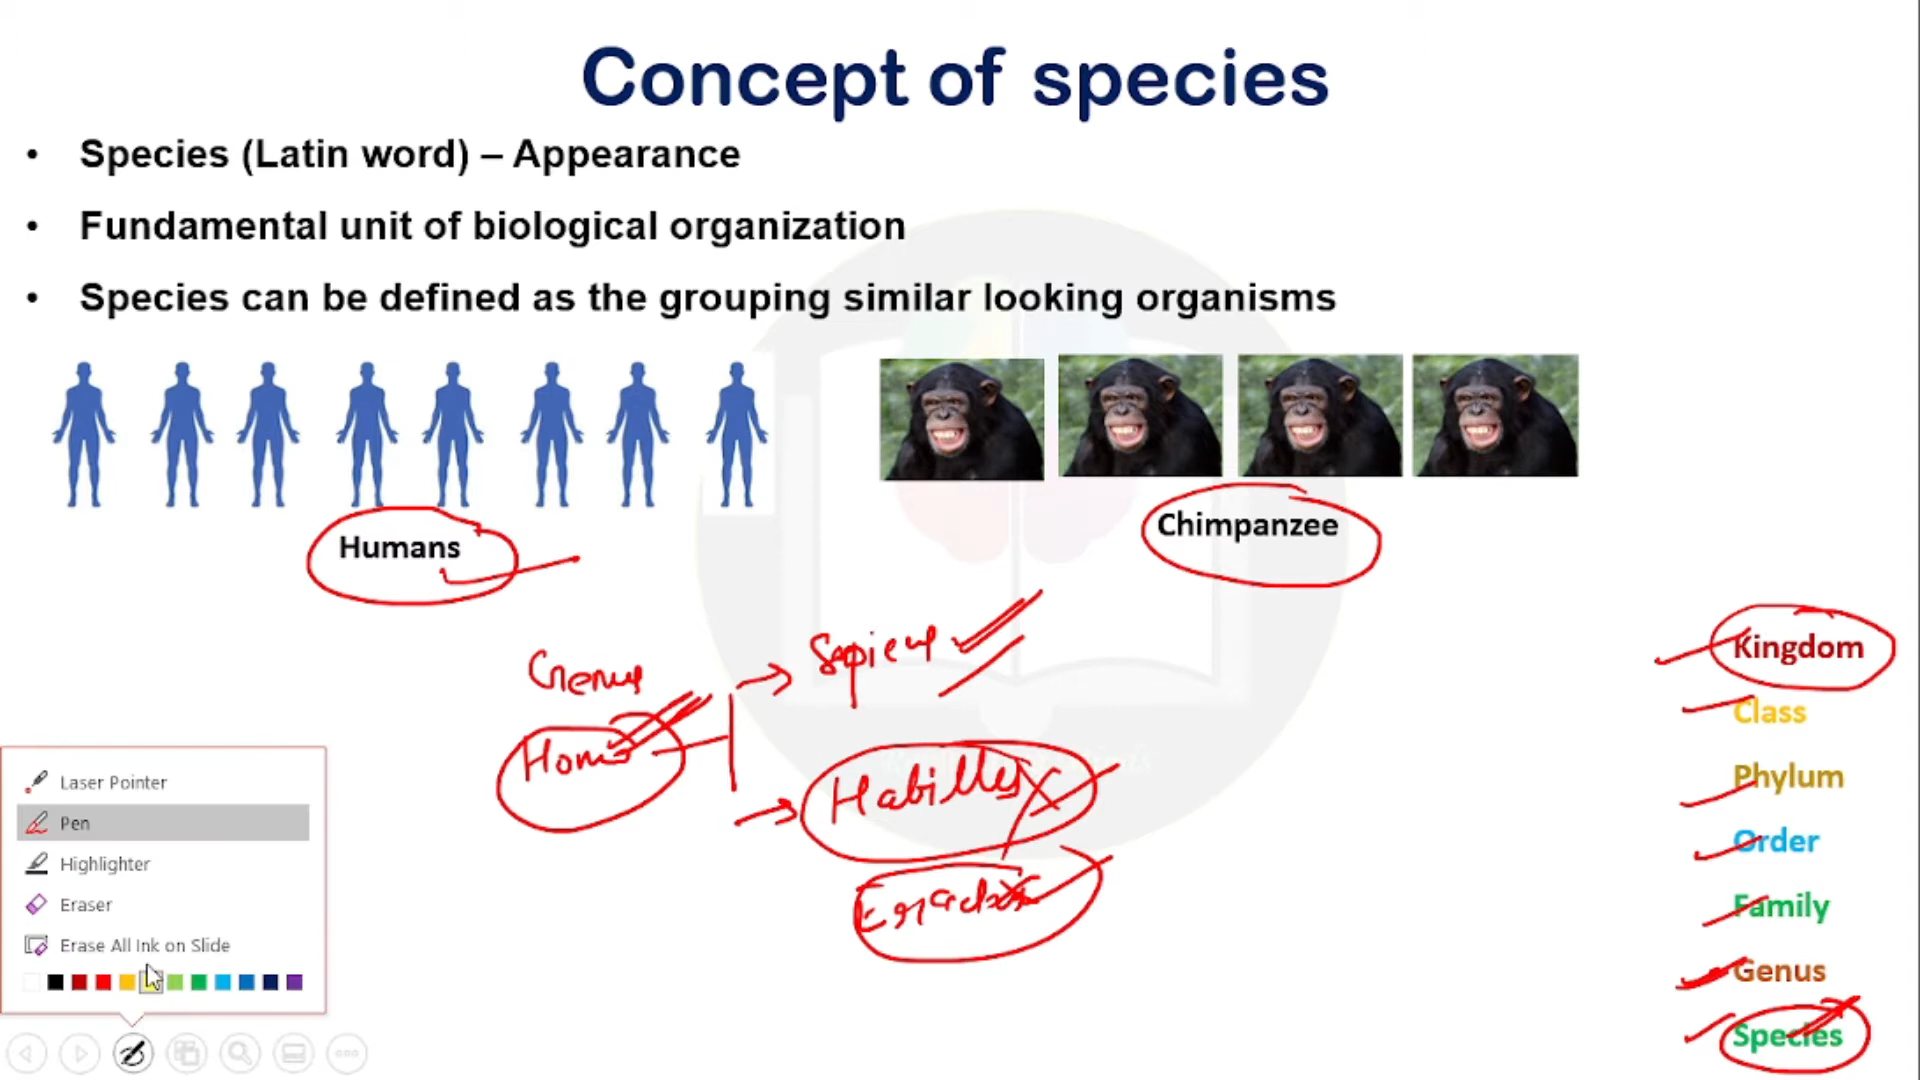 Concept of species
• Species (Latin word) – Appearance
• Fundamental unit of biological organization
• Species can be defined as the grouping similar looking organisms
Humans
Chimpanzee
Genus
Homo
Sapiens
Habilles
Kingdom
Class
Phylum
Order
Family
Genus
Species
Laser Pointer
Pen
Highlighter
Eraser
Erase All Ink on Slide